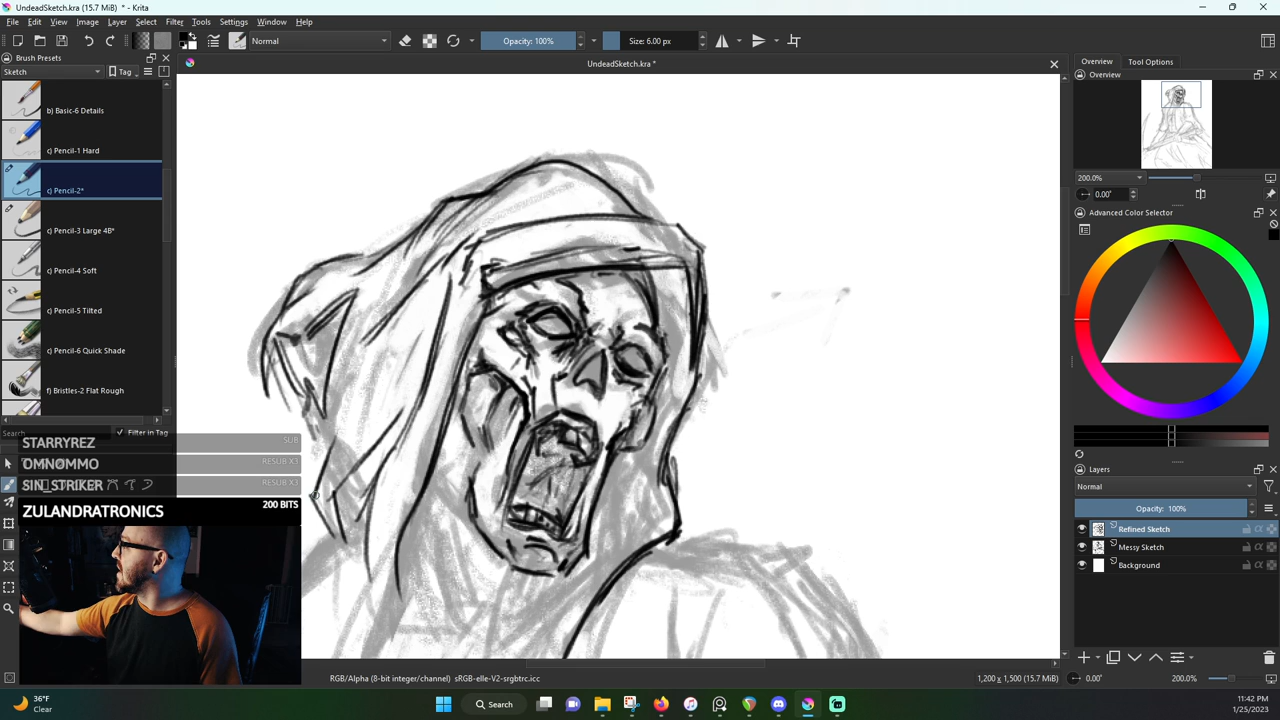 UndeadSketch.kra (15.7 MiB) * - Krita
File Edit View Image Layer Select Filter Tools Settings Window Help
Normal
Opacity: 100%
Size: 6.00 px
Brush Presets
Sketch
Tag
b) Basic-6 Details
c) Pencil-1 Hard
c) Pencil-2*
c) Pencil-3 Large 4B*
c) Pencil-4 Soft
c) Pencil-5 Tilted
c) Pencil-6 Quick Shade
f) Bristles-2 Flat Rough
Search
Filter in Tag
UndeadSketch.kra *
STARRYREZ SUB
OMNOMMO RESUB X3
SIN_STRIKER RESUB X3
ZULANDRATRONICS 200 BITS
Overview Tool Options
Overview
200.0%
0.00°
Advanced Color Selector
Layers
Normal
Opacity: 100%
Refined Sketch
Messy Sketch
Background
RGB/Alpha (8-bit integer/channel) sRGB-elle-V2-srgbtrc.icc
1,200 x 1,500 (15.7 MiB)
0.00°
200.0%
36°F
Clear
Search
11:42 PM
1/25/2023